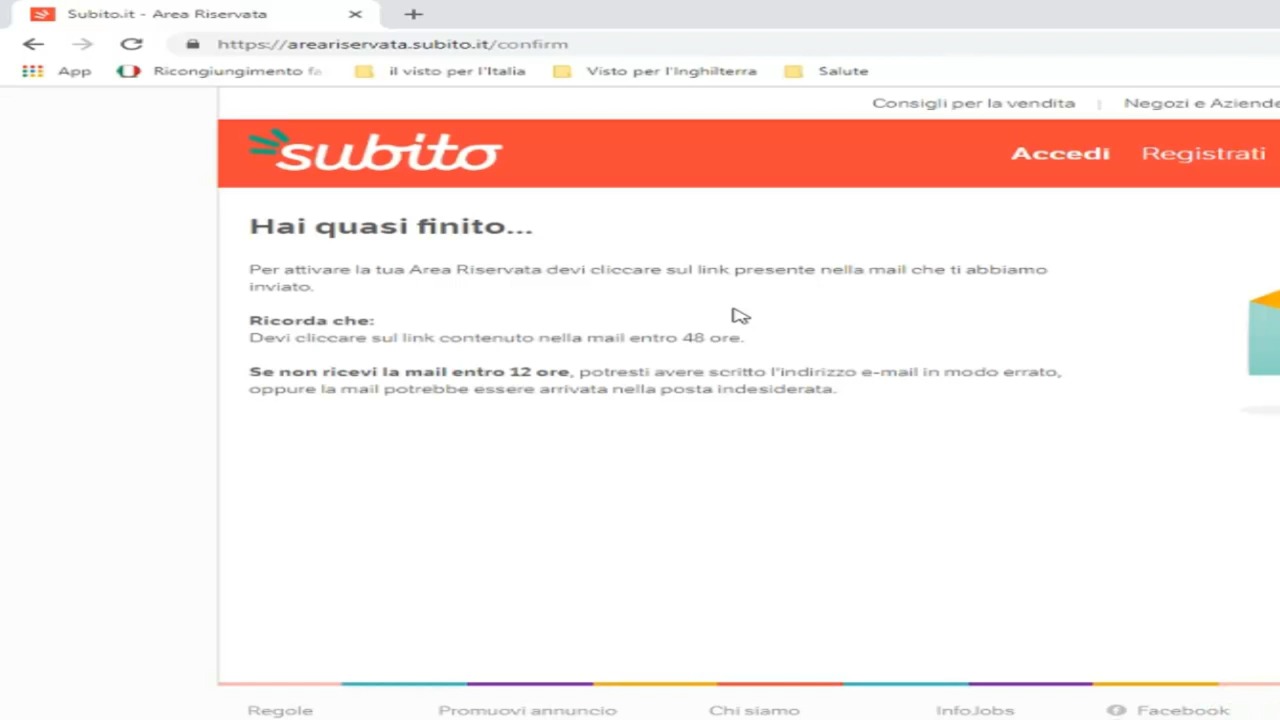 Subito.it - Area Riservata
https://areariservata.subito.it/confirm
App Ricongiungimento fa il visto per l'Italia Visto per l'Inghilterra Salute
Consigli per la vendita | Negozi e Aziende
subito Accedi Registrati
Hai quasi finito...
Per attivare la tua Area Riservata devi cliccare sul link presente nella mail che ti abbiamo
inviato.
Ricorda che:
Devi cliccare sul link contenuto nella mail entro 48 ore.
Se non ricevi la mail entro 12 ore, potresti avere scritto l'indirizzo e-mail in modo errato,
oppure la mail potrebbe essere arrivata nella posta indesiderata.
Regole Promuovi annuncio Chi siamo InfoJobs Facebook